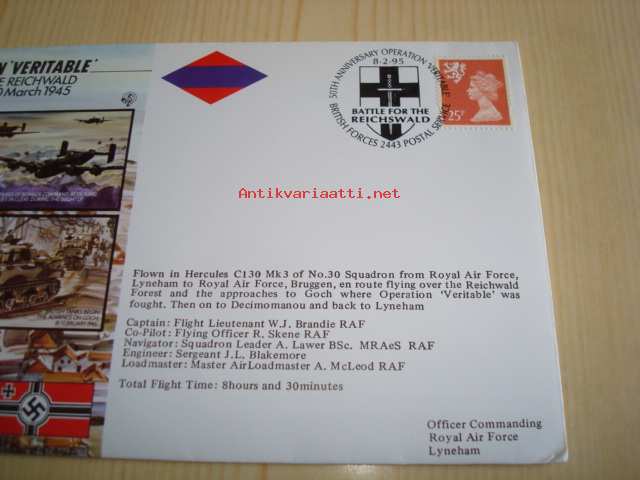 N 'VERITABLE'
E REICHWALD
0 March 1945
50TH ANNIVERSARY OPERATION 'VERITABLE'
8-2-95
BATTLE FOR THE
REICHSWALD
BRITISH FORCES 2443 POSTAL SERVICE
25P
Antikvariaatti.net
Flown in Hercules C130 Mk3 of No.30 Squadron from Royal Air Force,
Lyneham to Royal Air Force, Bruggen, en route flying over the Reichwald
Forest and the approaches to Goch where Operation 'Veritable' was
fought. Then on to Decimomanou and back to Lyneham
Captain: Flight Lieutenant W.J. Brandie RAF
Co-Pilot: Flying Officer R. Skene RAF
Navigator: Squadron Leader A. Lawer BSc. MRAeS RAF
Engineer: Sergeant J.L. Blakemore
Loadmaster: Master AirLoadmaster A. McLeod RAF
Total Flight Time: 8hours and 30minutes
Officer Commanding
Royal Air Force
Lyneham